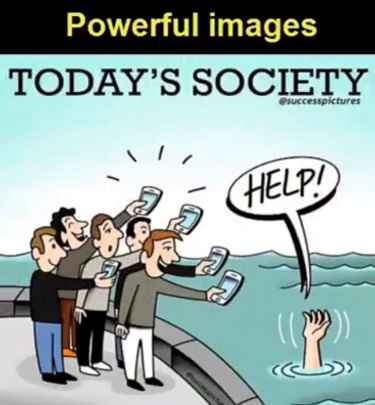 Powerful images
TODAY'S SOCIETY
@successpictures
HELP!